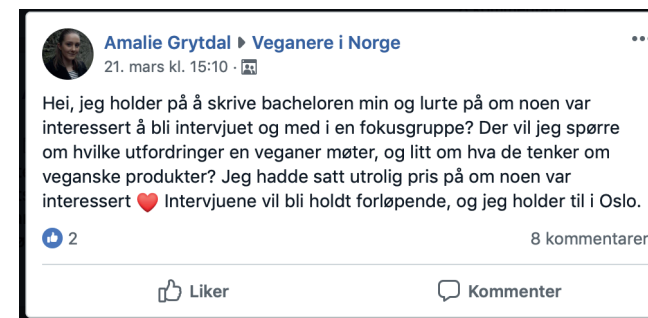 Amalie Grytdal ▸ Veganere i Norge
21. mars kl. 15:10 ·
Hei, jeg holder på å skrive bacheloren min og lurte på om noen var
interessert å bli intervjuet og med i en fokusgruppe? Der vil jeg spørre
om hvilke utfordringer en veganer møter, og litt om hva de tenker om
veganske produkter? Jeg hadde satt utrolig pris på om noen var
interessert ❤️ Intervjuene vil bli holdt forløpende, og jeg holder til i Oslo.
2 8 kommentarer
Liker Kommenter